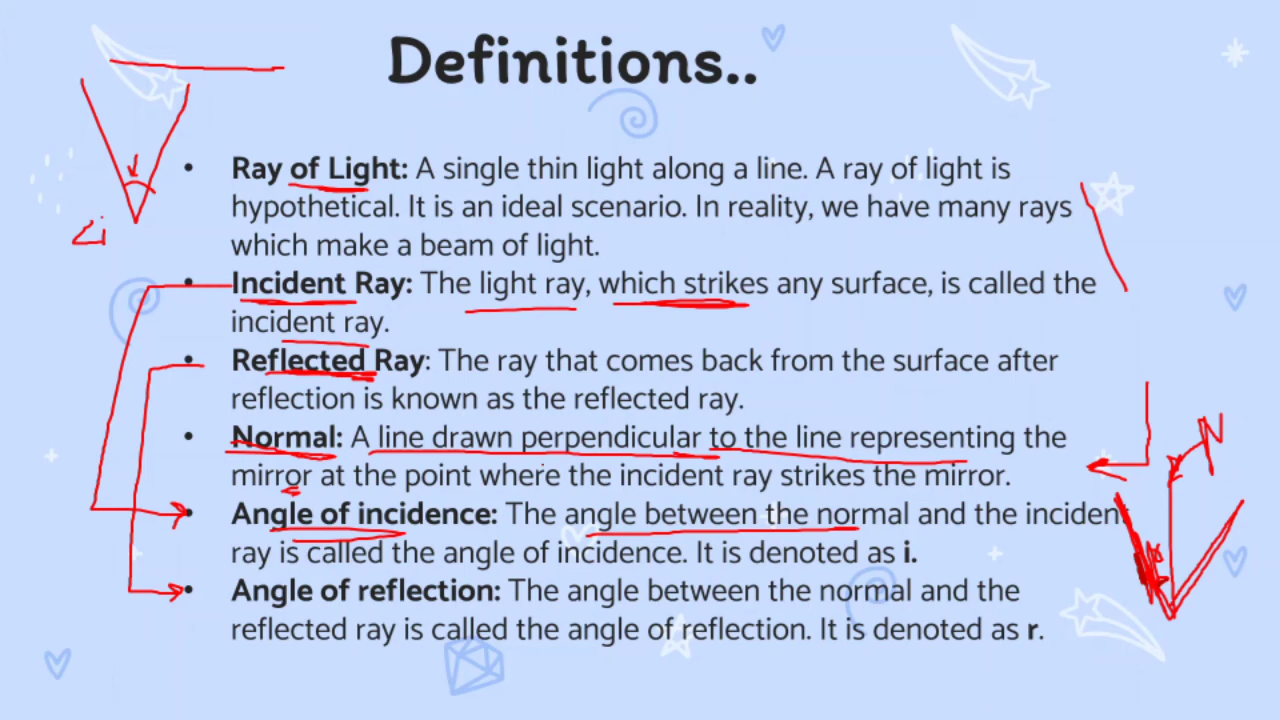 Definitions..
• Ray of Light: A single thin light along a line. A ray of light is
hypothetical. It is an ideal scenario. In reality, we have many rays
which make a beam of light.
∠i
• Incident Ray: The light ray, which strikes any surface, is called the
incident ray.
• Reflected Ray: The ray that comes back from the surface after
reflection is known as the reflected ray.
• Normal: A line drawn perpendicular to the line representing the
N
mirror at the point where the incident ray strikes the mirror.
• Angle of incidence: The angle between the normal and the incident
ray is called the angle of incidence. It is denoted as i.
• Angle of reflection: The angle between the normal and the
reflected ray is called the angle of reflection. It is denoted as r.